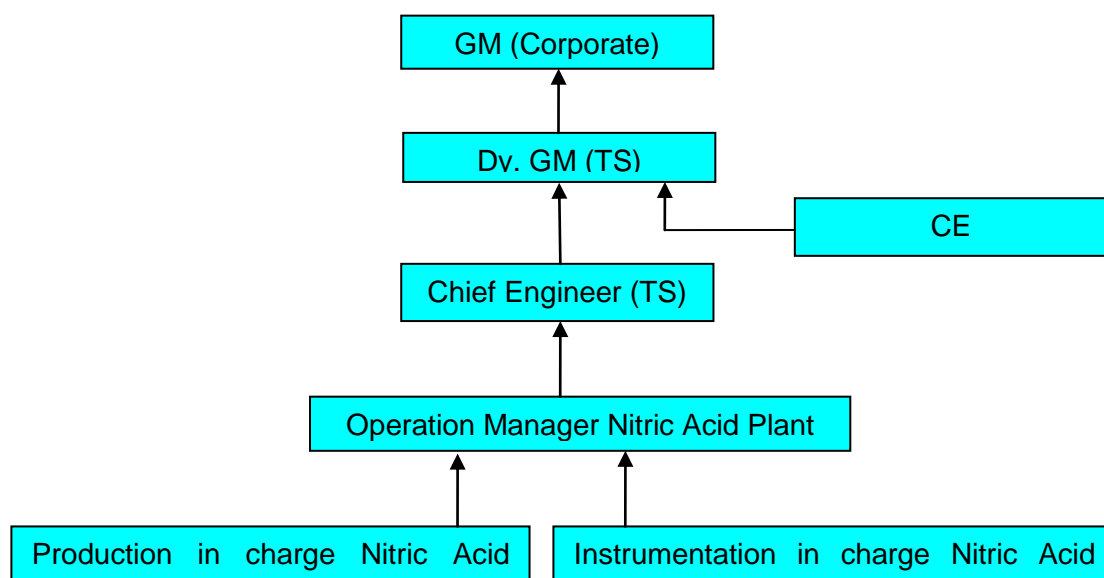 GM (Corporate)
Dy. GM (TS)
CE
Chief Engineer (TS)
Operation Manager Nitric Acid Plant
Production in charge Nitric Acid
Instrumentation in charge Nitric Acid